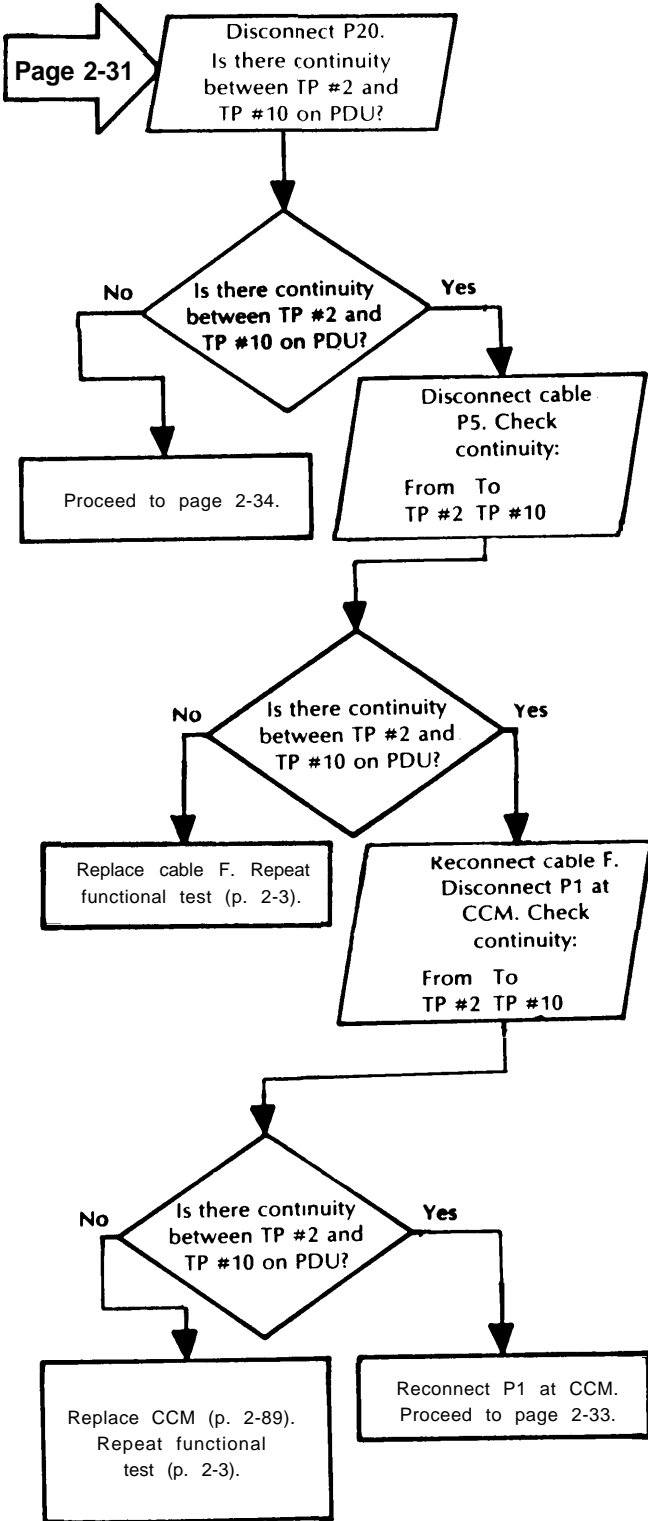 Page 2-31
Disconnect P20.
Is there continuity
between TP #2 and
TP #10 on PDU?
Is there continuity
between TP #2 and
TP #10 on PDU?
No
Yes
Proceed to page 2-34.
Disconnect cable
P5. Check
continuity:
From To
TP #2 TP #10
Is there continuity
between TP #2 and
TP #10 on PDU?
No
Yes
Replace cable F. Repeat
functional test (p. 2-3).
Reconnect cable F.
Disconnect P1 at
CCM. Check
continuity:
From To
TP #2 TP #10
Is there continuity
between TP #2 and
TP #10 on PDU?
No
Yes
Replace CCM (p. 2-89).
Repeat functional
test (p. 2-3).
Reconnect P1 at CCM.
Proceed to page 2-33.